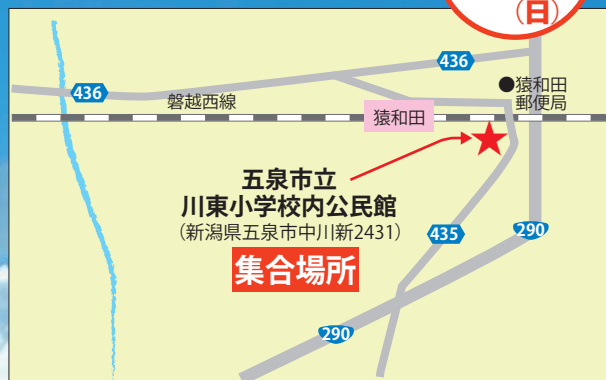 （日）
436
436
磐越西線
猿和田
猿和田
郵便局
五泉市立
川東小学校内公民館
（新潟県五泉市中川新2431）
435
290
集合場所
290